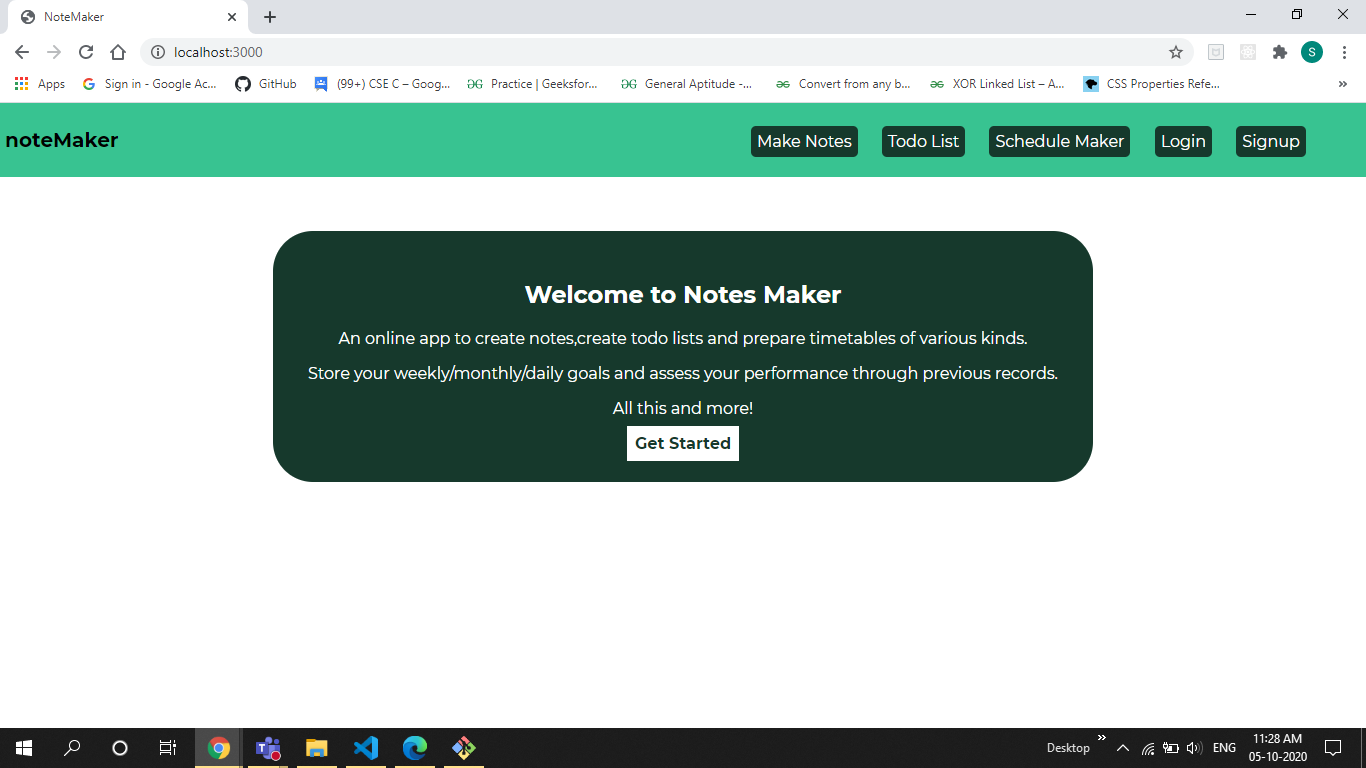 NoteMaker
localhost:3000
Apps Sign in - Google Ac... GitHub (99+) CSE C – Goog... Practice | Geeksfor... General Aptitude -... Convert from any b... XOR Linked List – A... CSS Properties Refe... »
noteMaker Make Notes Todo List Schedule Maker Login Signup
Welcome to Notes Maker
An online app to create notes,create todo lists and prepare timetables of various kinds.
Store your weekly/monthly/daily goals and assess your performance through previous records.
All this and more!
Get Started
Desktop » ENG 11:28 AM
05-10-2020